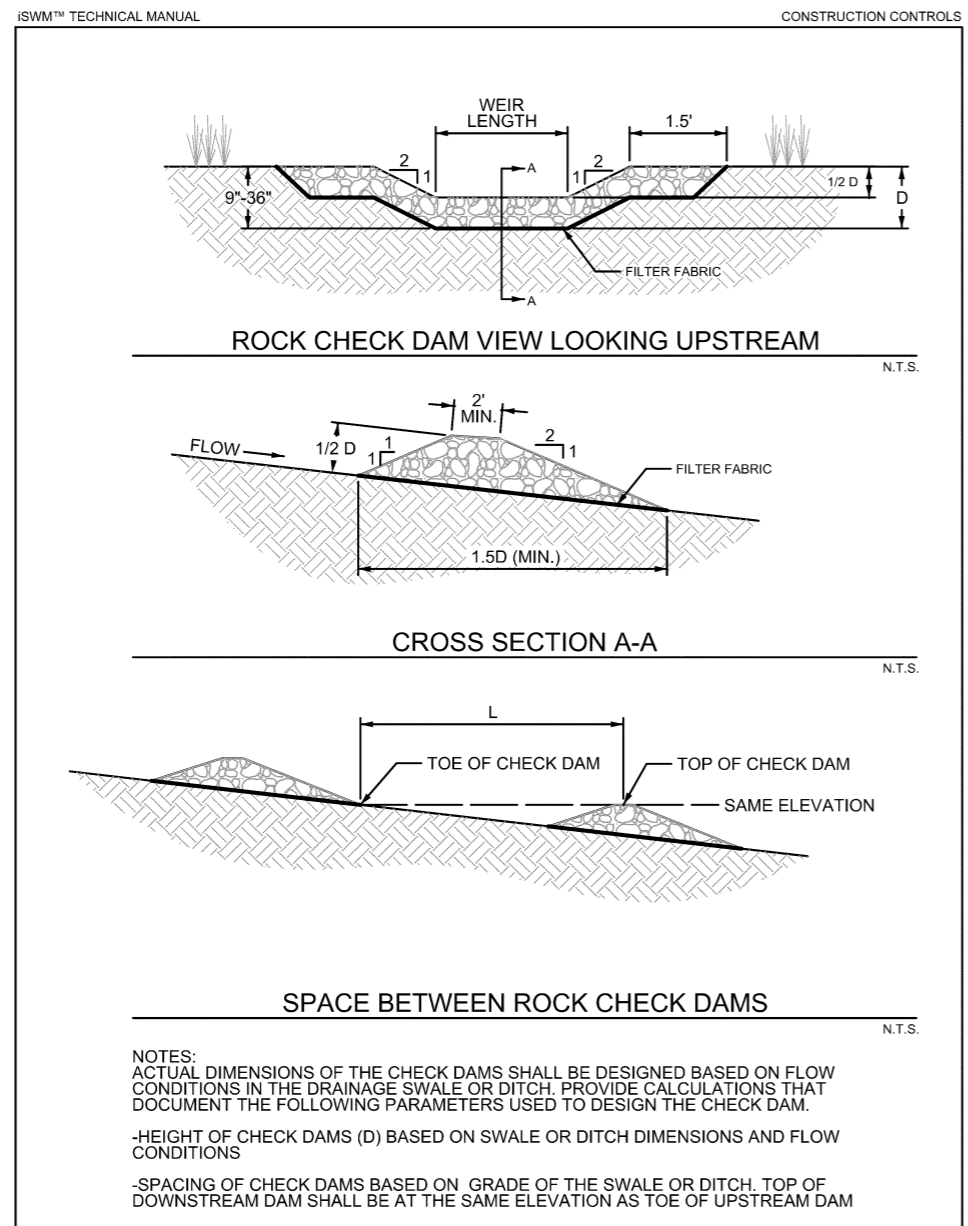 iSWM™ TECHNICAL MANUAL
CONSTRUCTION CONTROLS
WEIR
LENGTH
1.5'
A
2
1
2
1
1/2 D
9"-36"
D
FILTER FABRIC
A
ROCK CHECK DAM VIEW LOOKING UPSTREAM
N.T.S.
2'
MIN.
FLOW
1/2 D
1
1
2
1
FILTER FABRIC
1.5D (MIN.)
CROSS SECTION A-A
N.T.S.
L
TOE OF CHECK DAM
TOP OF CHECK DAM
SAME ELEVATION
SPACE BETWEEN ROCK CHECK DAMS
N.T.S.
NOTES:
ACTUAL DIMENSIONS OF THE CHECK DAMS SHALL BE DESIGNED BASED ON FLOW
CONDITIONS IN THE DRAINAGE SWALE OR DITCH. PROVIDE CALCULATIONS THAT
DOCUMENT THE FOLLOWING PARAMETERS USED TO DESIGN THE CHECK DAM.
-HEIGHT OF CHECK DAMS (D) BASED ON SWALE OR DITCH DIMENSIONS AND FLOW
CONDITIONS
-SPACING OF CHECK DAMS BASED ON GRADE OF THE SWALE OR DITCH. TOP OF
DOWNSTREAM DAM SHALL BE AT THE SAME ELEVATION AS TOE OF UPSTREAM DAM